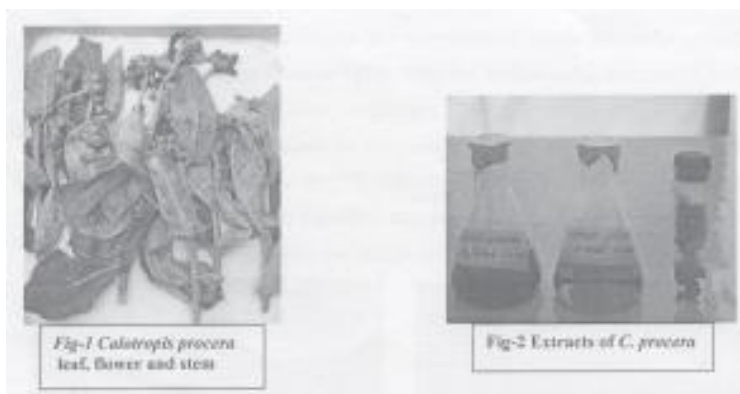 Fig-1 Calotropis procera
leaf, flower and stem
Fig-2 Extracts of C. procera